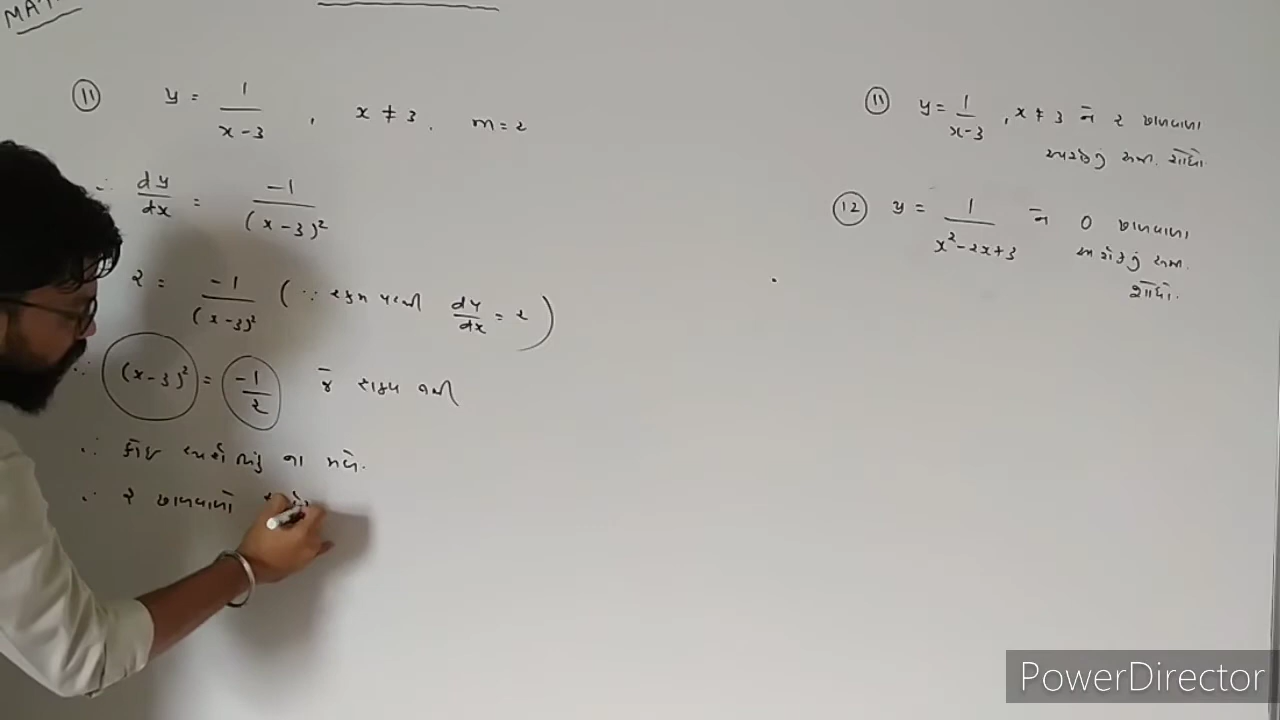 MAT
⑪ y = 1/(x-3) , x ≠ 3 , m = 2
∴ dy/dx = -1/(x-3)²
2 = -1/(x-3)² (∵ રકમ પરથી dy/dx = 2)
∴ (x-3)² = -1/2 જે શક્ય નથી
∴ કોઈ સ્પર્શબિંદુ ના મળે.
∴ 2 ઢાળવાળો
⑪ y = 1/(x-3) , x ≠ 3 ને 2 ઢાળવાળા
સ્પર્શકનું સમી. શોધો.
⑫ y = 1/(x²-2x+3) ને 0 ઢાળવાળા
સ્પર્શકનું સમી.
શોધો.
PowerDirector